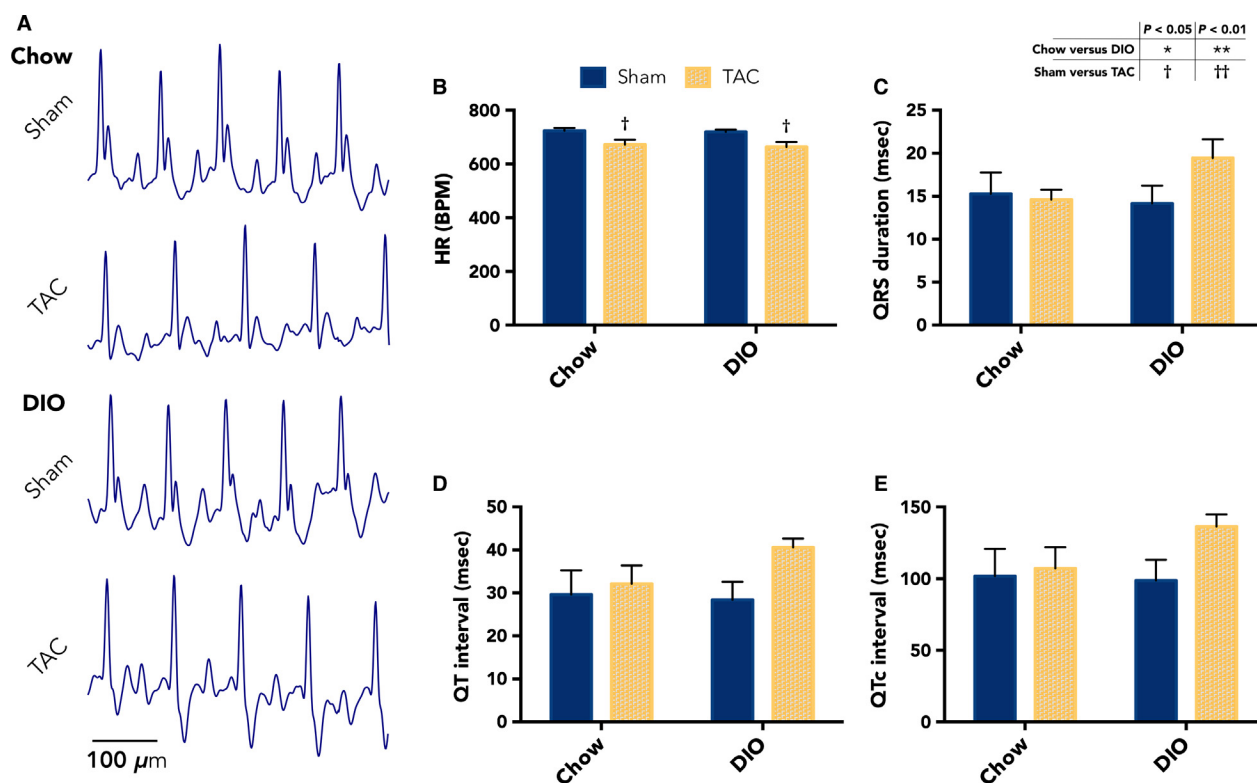 A
Chow
Sham
TAC
DIO
Sham
TAC
100 µm
P < 0.05 P < 0.01
Chow versus DIO * **
Sham versus TAC † ††
Sham TAC
B
HR (BPM)
800
600
400
200
0
† †
Chow DIO
C
QRS duration (msec)
25
20
15
10
5
0
Chow DIO
D
QT interval (msec)
50
40
30
20
10
0
Chow DIO
E
QTc interval (msec)
150
100
50
0
Chow DIO